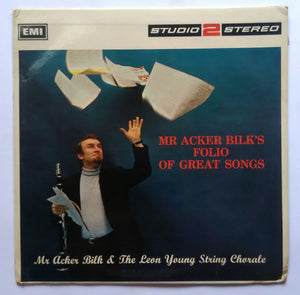 EMI
STUDIO 2 STEREO
MR ACKER BILK'S
FOLIO
OF GREAT SONGS
Mr Acker Bilk & The Leon Young String Chorale